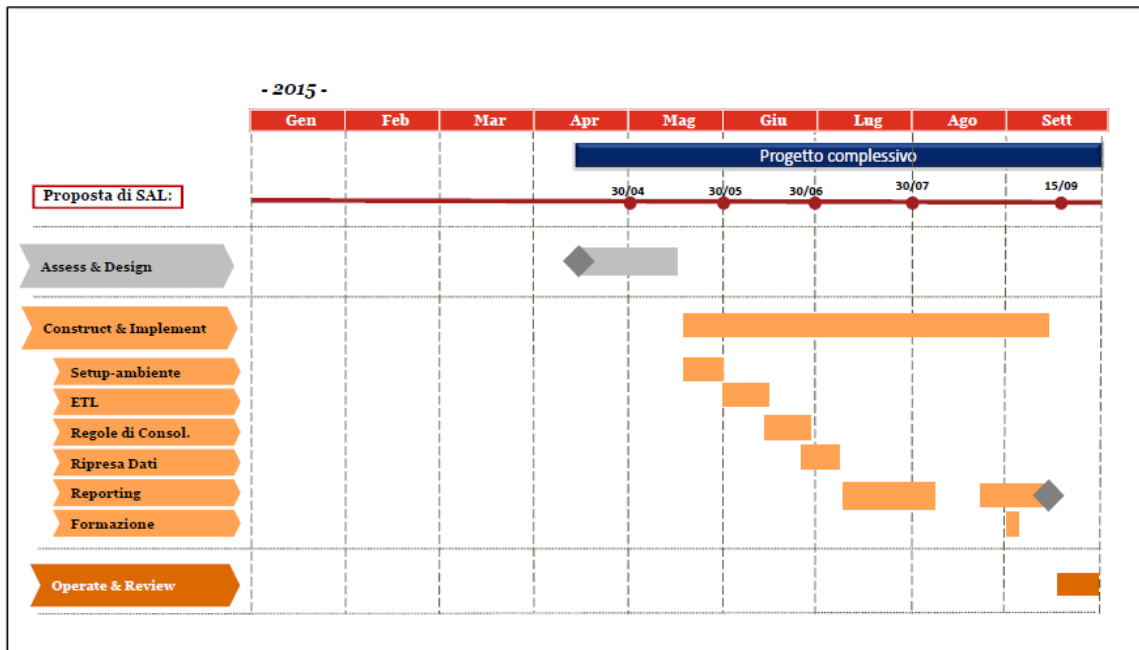 - 2015 -
Gen Feb Mar Apr Mag Giu Lug Ago Sett
Progetto complessivo
Proposta di SAL:
30/04 30/05 30/06 30/07 15/09
Assess & Design
Construct & Implement
Setup-ambiente
ETL
Regole di Consol.
Ripresa Dati
Reporting
Formazione
Operate & Review